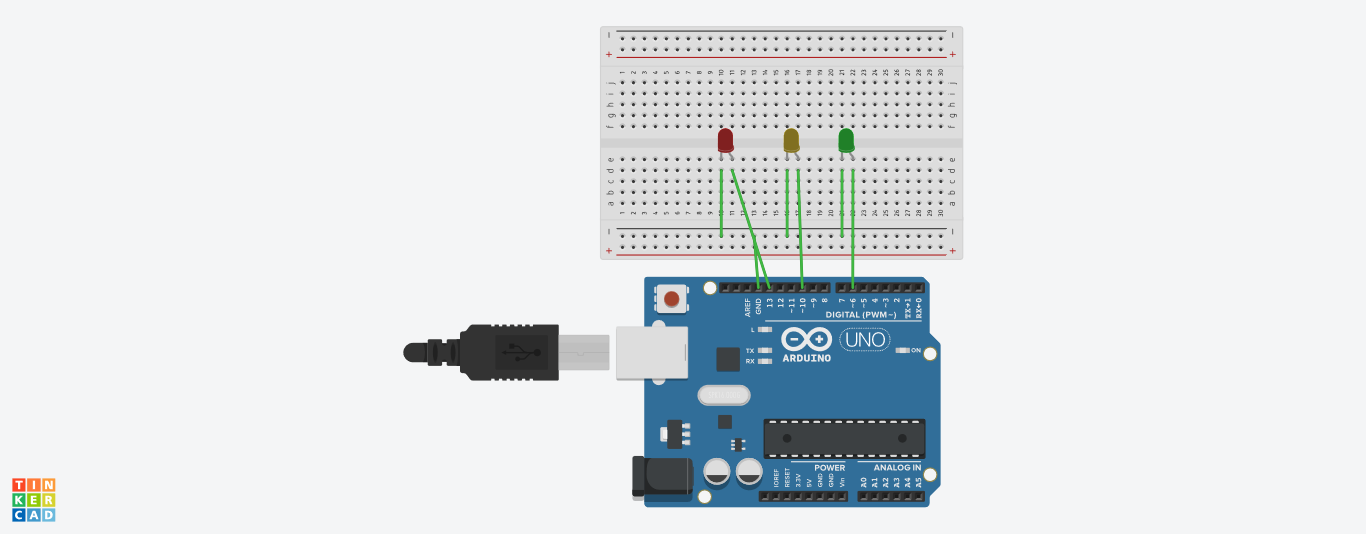 − −
+ +
1 2 3 4 5 6 7 8 9 10 11 12 13 14 15 16 17 18 19 20 21 22 23 24 25 26 27 28 29 30
j j
i i
h h
g g
f f
e e
d d
c c
b b
a a
1 2 3 4 5 6 7 8 9 10 11 12 13 14 15 16 17 18 19 20 21 22 23 24 25 26 27 28 29 30
− −
+ +
AREF GND 13 12 ~11 ~10 ~9 8 7 ~6 ~5 4 ~3 2 TX→1 RX←0
DIGITAL (PWM~)
L
TX
RX
ARDUINO
UNO
ON
POWER
ANALOG IN
IOREF RESET 3.3V 5V GND GND Vin A0 A1 A2 A3 A4 A5
TIN
KER
CAD